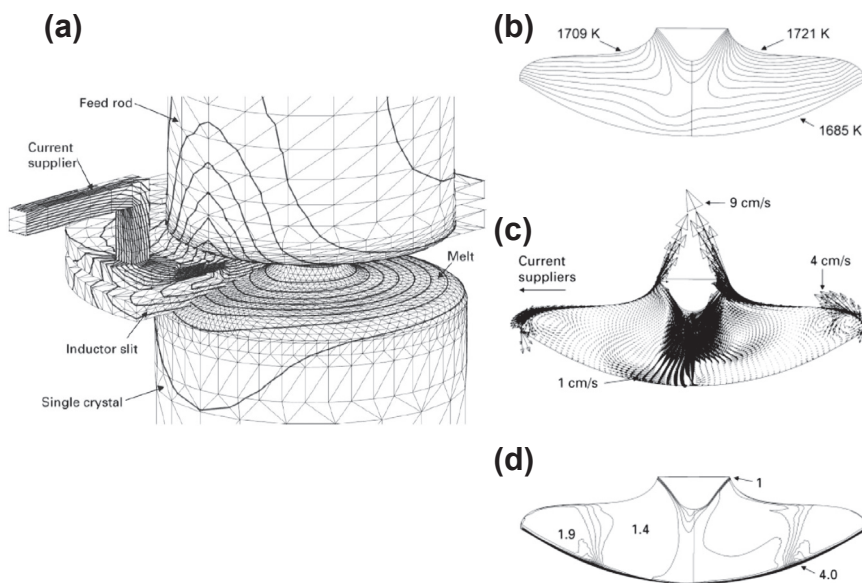 (a)
Feed rod
Current
supplier
Melt
Inductor slit
Single crystal
(b)
1709 K
1721 K
1685 K
(c)
9 cm/s
Current
suppliers
4 cm/s
1 cm/s
(d)
1
1.9
1.4
4.0